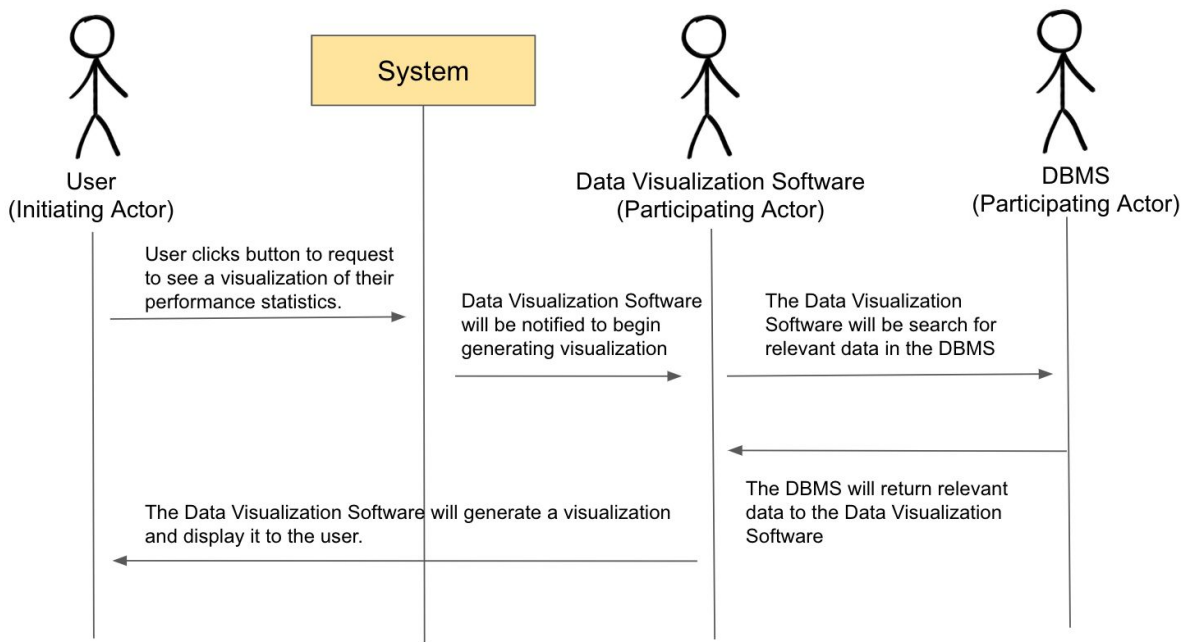 System
User
(Initiating Actor)
Data Visualization Software
(Participating Actor)
DBMS
(Participating Actor)
User clicks button to request
to see a visualization of their
performance statistics.
Data Visualization Software
will be notified to begin
generating visualization
The Data Visualization
Software will be search for
relevant data in the DBMS
The DBMS will return relevant
data to the Data Visualization
Software
The Data Visualization Software will generate a visualization
and display it to the user.